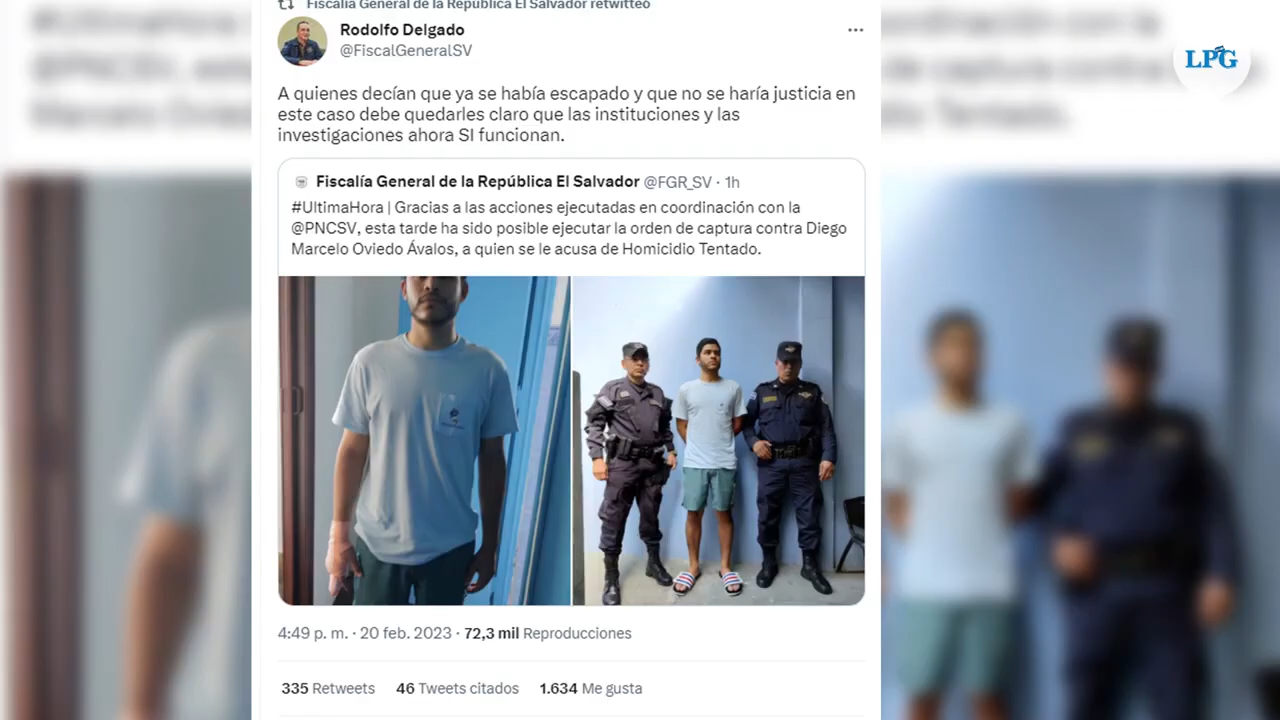 Fiscalía General de la República El Salvador retwitteó
Rodolfo Delgado
@FiscalGeneralSV
A quienes decían que ya se había escapado y que no se haría justicia en
este caso debe quedarles claro que las instituciones y las
investigaciones ahora SI funcionan.
Fiscalía General de la República El Salvador @FGR_SV · 1h
#UltimaHora | Gracias a las acciones ejecutadas en coordinación con la
@PNCSV, esta tarde ha sido posible ejecutar la orden de captura contra Diego
Marcelo Oviedo Ávalos, a quien se le acusa de Homicidio Tentado.
4:49 p. m. · 20 feb. 2023 · 72,3 mil Reproducciones
335 Retweets 46 Tweets citados 1.634 Me gusta
LPG